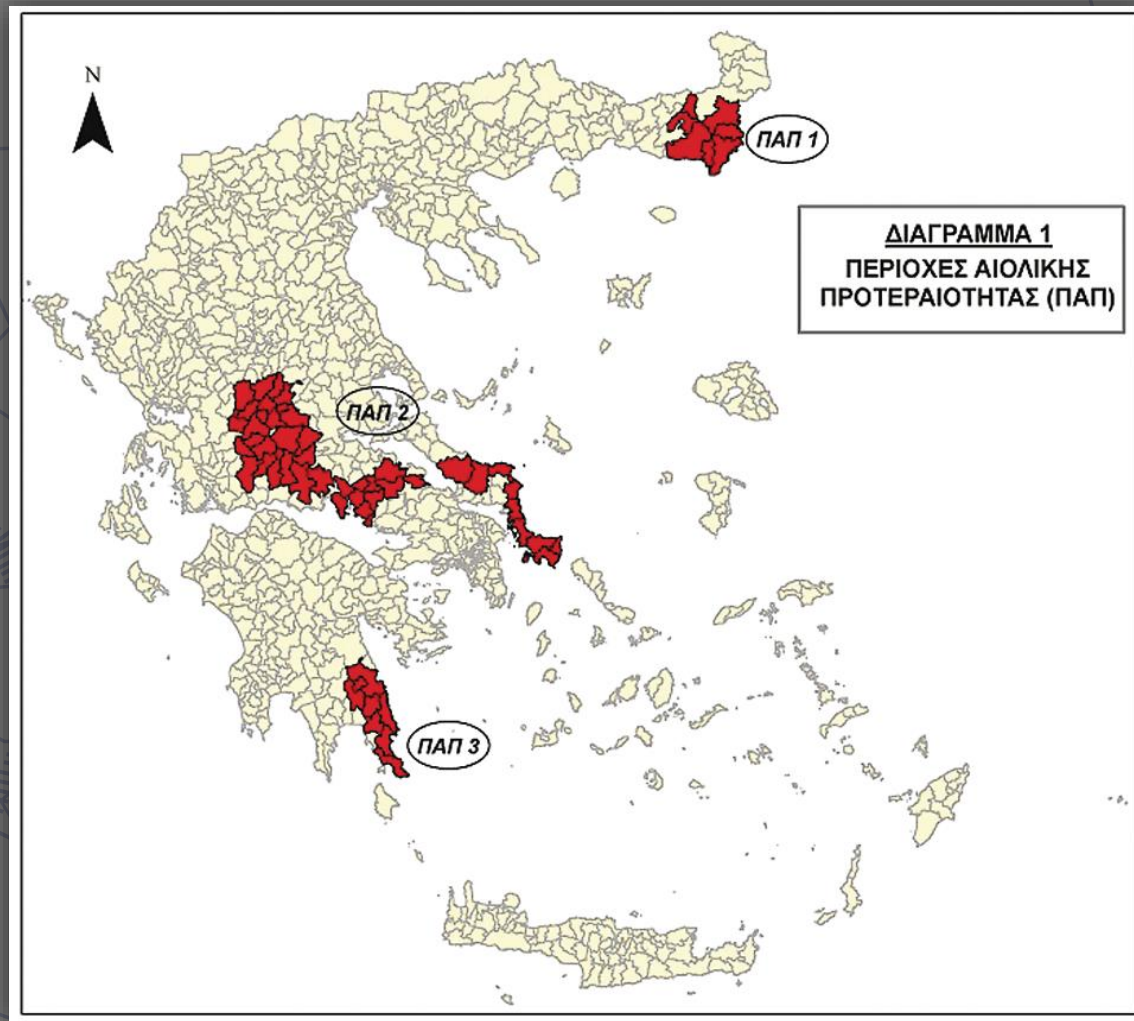 N
ΠΑΠ 1
ΔΙΑΓΡΑΜΜΑ 1
ΠΕΡΙΟΧΕΣ ΑΙΟΛΙΚΗΣ
ΠΡΟΤΕΡΑΙΟΤΗΤΑΣ (ΠΑΠ)
ΠΑΠ 2
ΠΑΠ 3